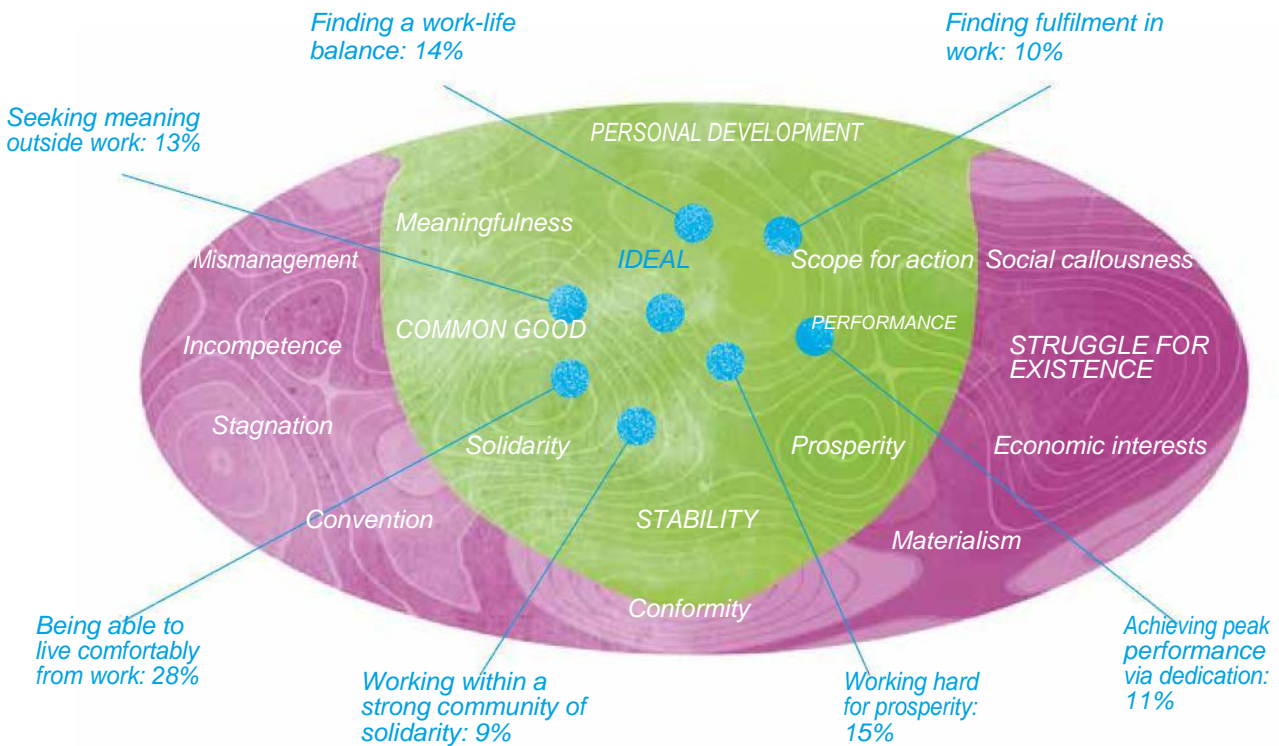 Finding a work-life
balance: 14%
Finding fulfilment in
work: 10%
Seeking meaning
outside work: 13%
PERSONAL DEVELOPMENT
Meaningfulness
Mismanagement
IDEAL
Scope for action
Social callousness
COMMON GOOD
PERFORMANCE
Incompetence
STRUGGLE FOR
EXISTENCE
Stagnation
Solidarity
Prosperity
Economic interests
Convention
STABILITY
Materialism
Conformity
Being able to
live comfortably
from work: 28%
Working within a
strong community of
solidarity: 9%
Working hard
for prosperity:
15%
Achieving peak
performance
via dedication:
11%